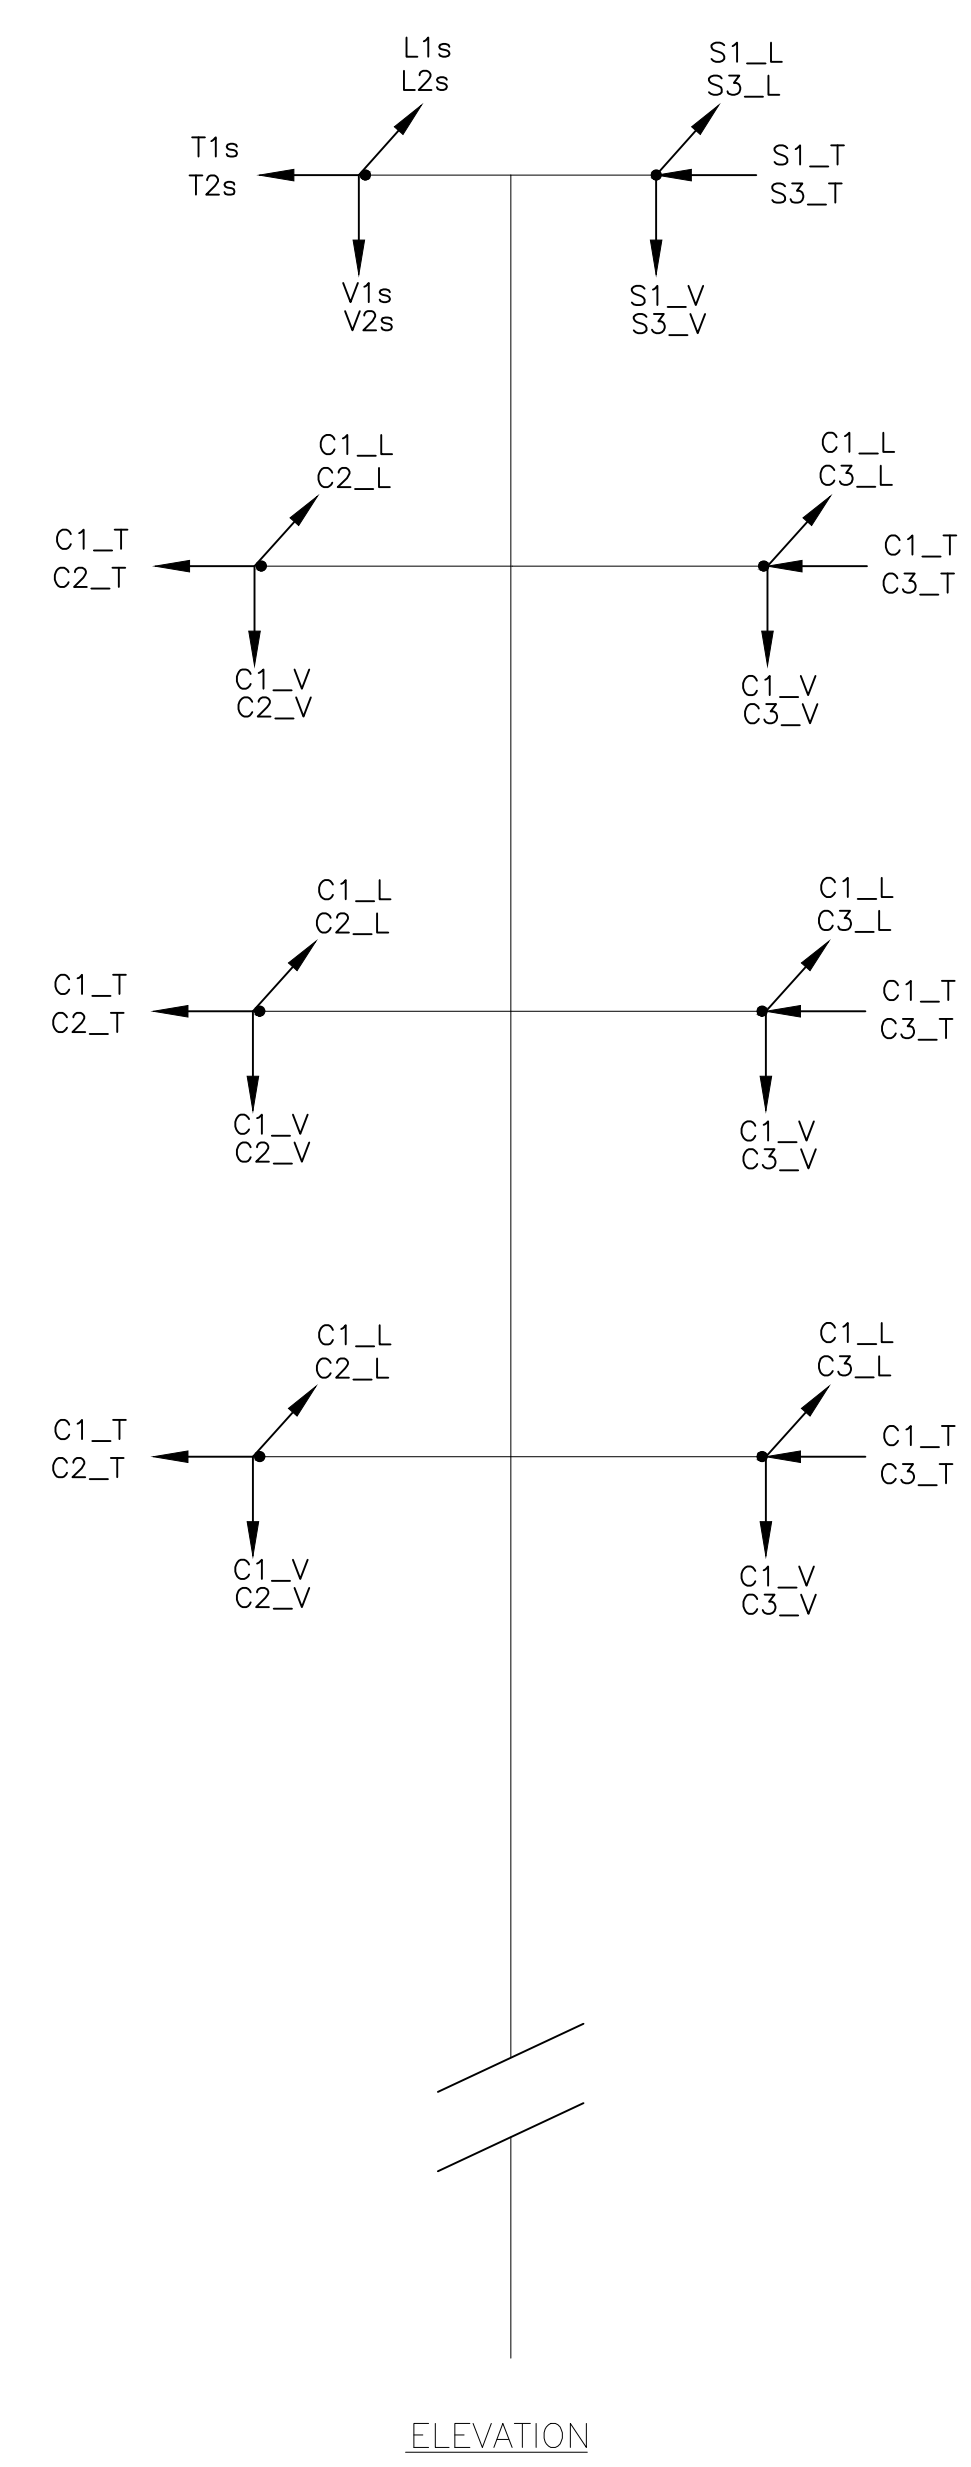 L1s
L2s
S1_L
S3_L
T1s
T2s
S1_T
S3_T
V1s
V2s
S1_V
S3_V
C1_L
C2_L
C1_L
C3_L
C1_T
C2_T
C1_T
C3_T
C1_V
C2_V
C1_V
C3_V
C1_L
C2_L
C1_L
C3_L
C1_T
C2_T
C1_T
C3_T
C1_V
C2_V
C1_V
C3_V
C1_L
C2_L
C1_L
C3_L
C1_T
C2_T
C1_T
C3_T
C1_V
C2_V
C1_V
C3_V
ELEVATION